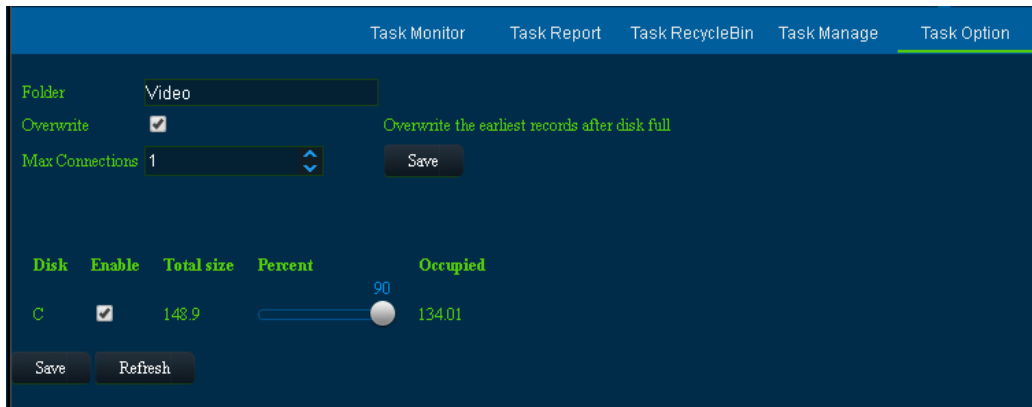 Task Monitor Task Report Task RecycleBin Task Manage Task Option
Folder Video
Overwrite Overwrite the earliest records after disk full
Max Connections 1 Save
Disk Enable Total size Percent Occupied
90
C 148.9 134.01
Save Refresh